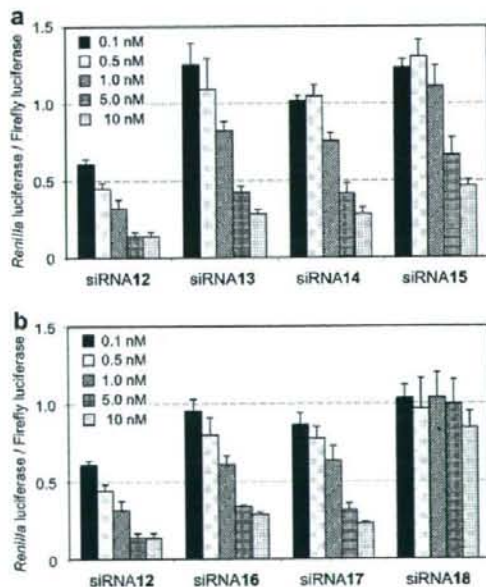 a
Renilla luciferase / Firefly luciferase
1.5
1.0
0.5
0
0.1 nM
0.5 nM
1.0 nM
5.0 nM
10 nM
siRNA12 siRNA13 siRNA14 siRNA15
b
Renilla luciferase / Firefly luciferase
1.5
1.0
0.5
0
0.1 nM
0.5 nM
1.0 nM
5.0 nM
10 nM
siRNA12 siRNA16 siRNA17 siRNA18